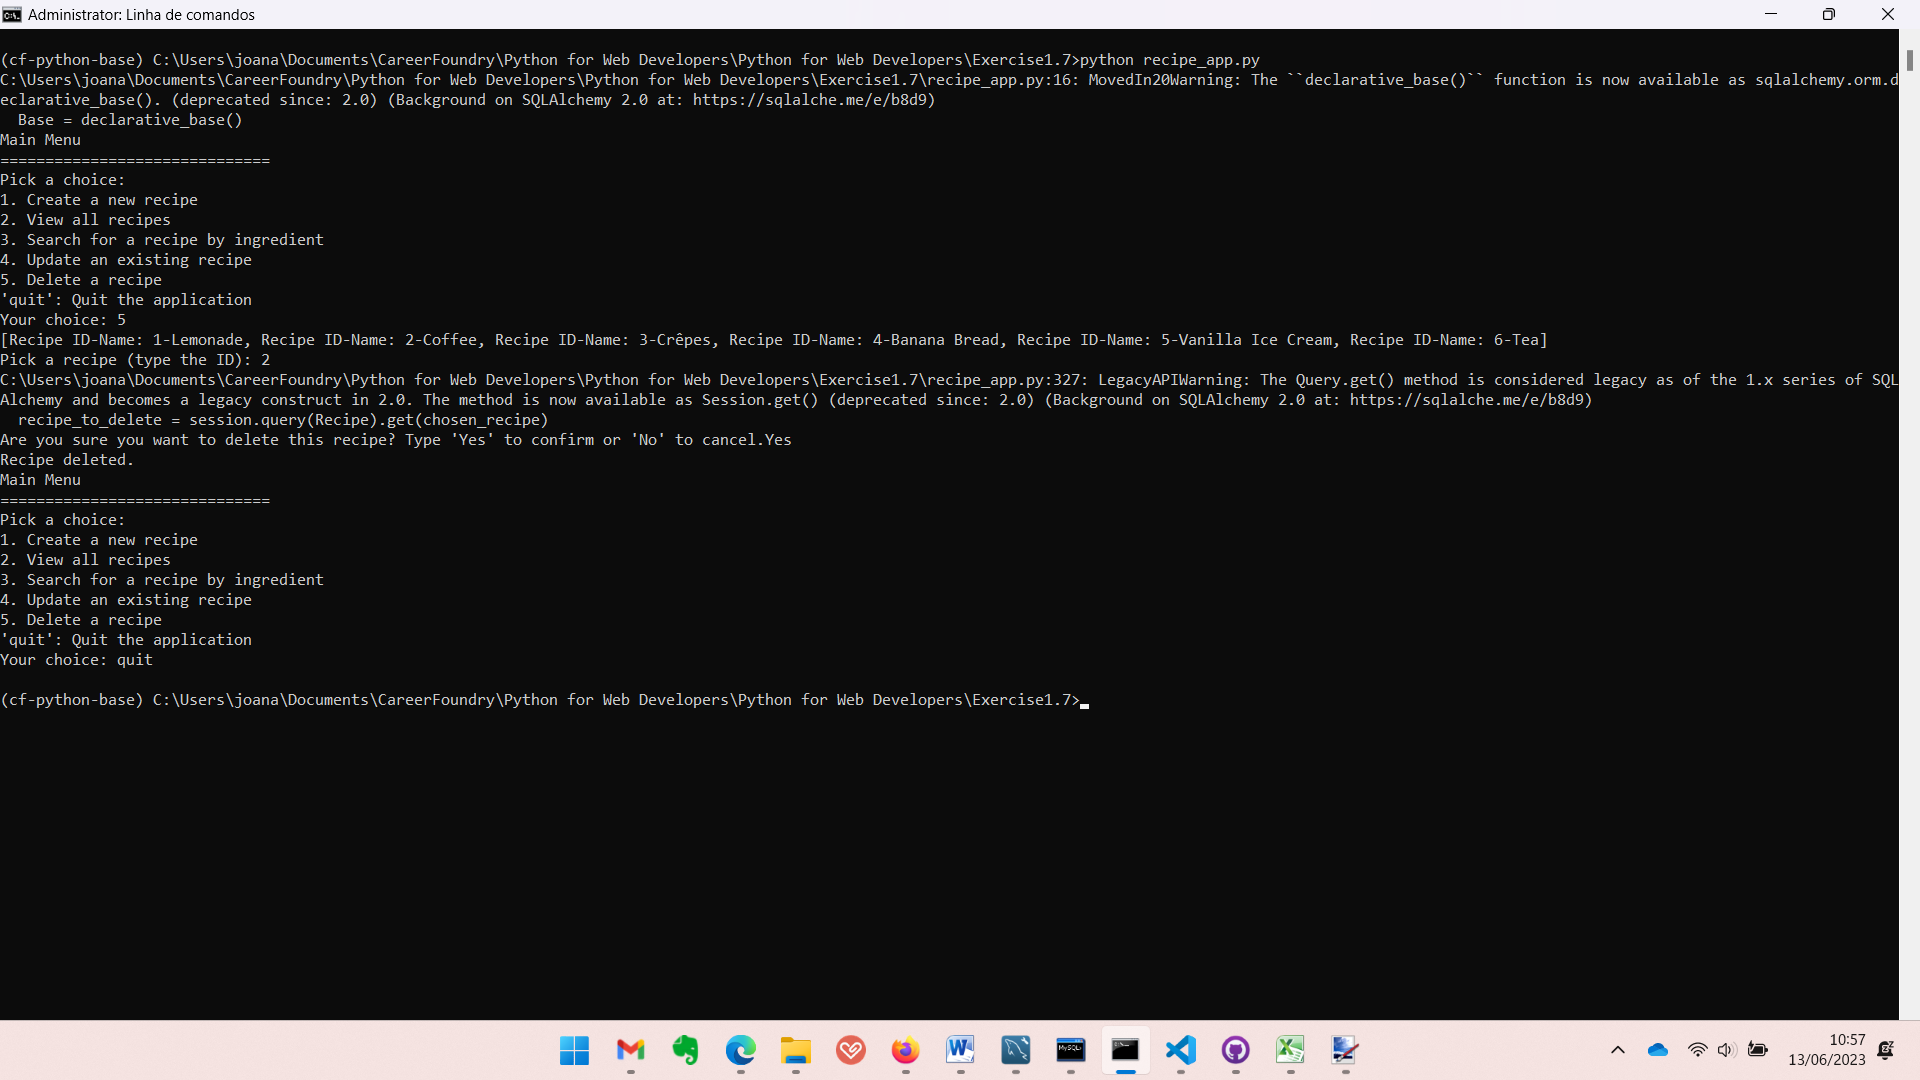 Administrator: Linha de comandos
(cf-python-base) C:\Users\joana\Documents\CareerFoundry\Python for Web Developers\Python for Web Developers\Exercise1.7>python recipe_app.py
C:\Users\joana\Documents\CareerFoundry\Python for Web Developers\Python for Web Developers\Exercise1.7\recipe_app.py:16: MovedIn20Warning: The ``declarative_base()`` function is now available as sqlalchemy.orm.d
eclarative_base(). (deprecated since: 2.0) (Background on SQLAlchemy 2.0 at: https://sqlalche.me/e/b8d9)
  Base = declarative_base()
Main Menu
==============================
Pick a choice:
1. Create a new recipe
2. View all recipes
3. Search for a recipe by ingredient
4. Update an existing recipe
5. Delete a recipe
'quit': Quit the application
Your choice: 5
[Recipe ID-Name: 1-Lemonade, Recipe ID-Name: 2-Coffee, Recipe ID-Name: 3-Crêpes, Recipe ID-Name: 4-Banana Bread, Recipe ID-Name: 5-Vanilla Ice Cream, Recipe ID-Name: 6-Tea]
Pick a recipe (type the ID): 2
C:\Users\joana\Documents\CareerFoundry\Python for Web Developers\Python for Web Developers\Exercise1.7\recipe_app.py:327: LegacyAPIWarning: The Query.get() method is considered legacy as of the 1.x series of SQL
Alchemy and becomes a legacy construct in 2.0. The method is now available as Session.get() (deprecated since: 2.0) (Background on SQLAlchemy 2.0 at: https://sqlalche.me/e/b8d9)
  recipe_to_delete = session.query(Recipe).get(chosen_recipe)
Are you sure you want to delete this recipe? Type 'Yes' to confirm or 'No' to cancel.Yes
Recipe deleted.
Main Menu
==============================
Pick a choice:
1. Create a new recipe
2. View all recipes
3. Search for a recipe by ingredient
4. Update an existing recipe
5. Delete a recipe
'quit': Quit the application
Your choice: quit
(cf-python-base) C:\Users\joana\Documents\CareerFoundry\Python for Web Developers\Python for Web Developers\Exercise1.7>
10:57
13/06/2023